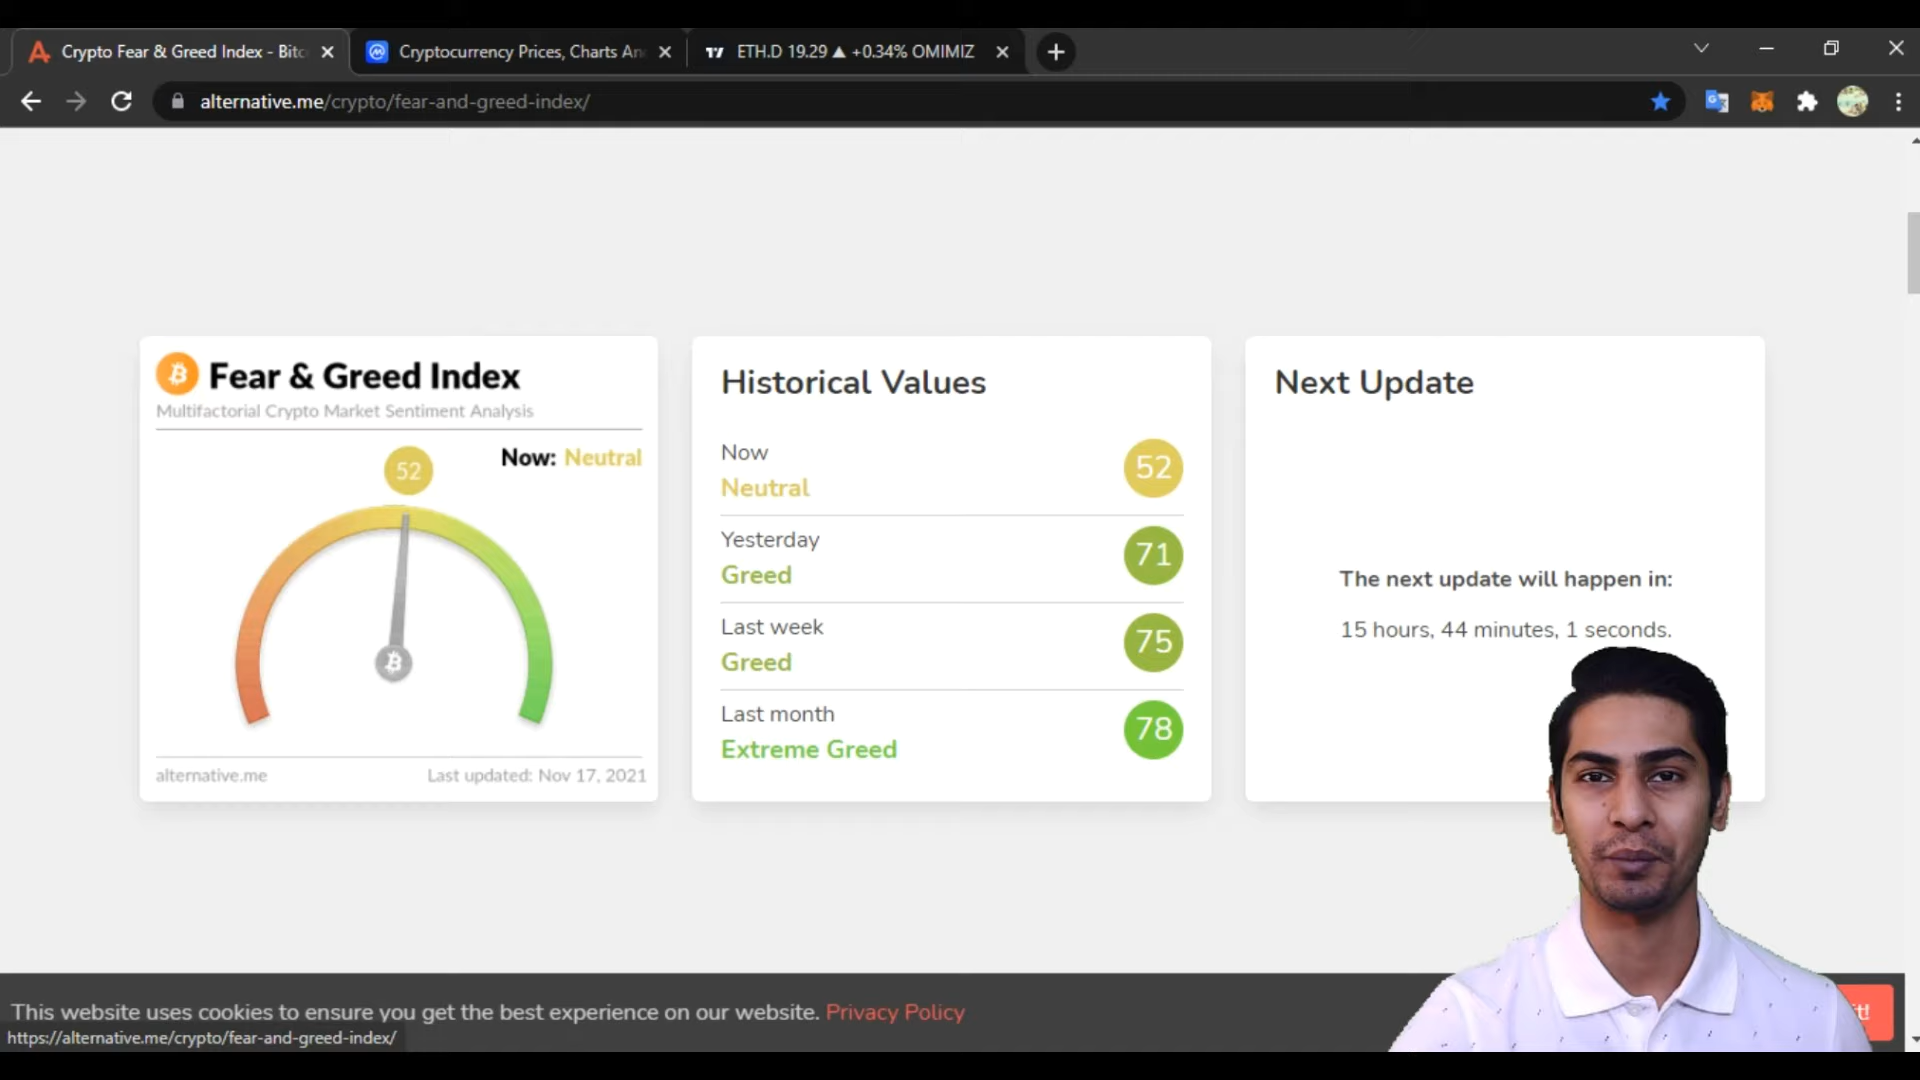 Crypto Fear & Greed Index - Bitc
Cryptocurrency Prices, Charts An
ETH.D 19.29 ▲ +0.34% OMIMIZ
alternative.me/crypto/fear-and-greed-index/
Fear & Greed Index
Multifactorial Crypto Market Sentiment Analysis
Now: Neutral
52
alternative.me
Last updated: Nov 17, 2021
Historical Values
Now
Neutral
52
Yesterday
Greed
71
Last week
Greed
75
Last month
Extreme Greed
78
Next Update
The next update will happen in:
15 hours, 44 minutes, 1 seconds.
This website uses cookies to ensure you get the best experience on our website. Privacy Policy
https://alternative.me/crypto/fear-and-greed-index/